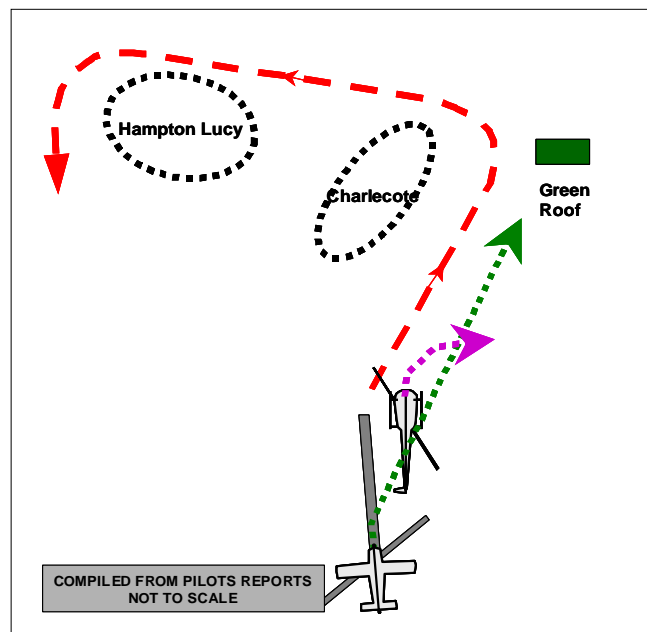 Hampton Lucy
Charlecote
Green
Roof
COMPILED FROM PILOTS REPORTS
NOT TO SCALE